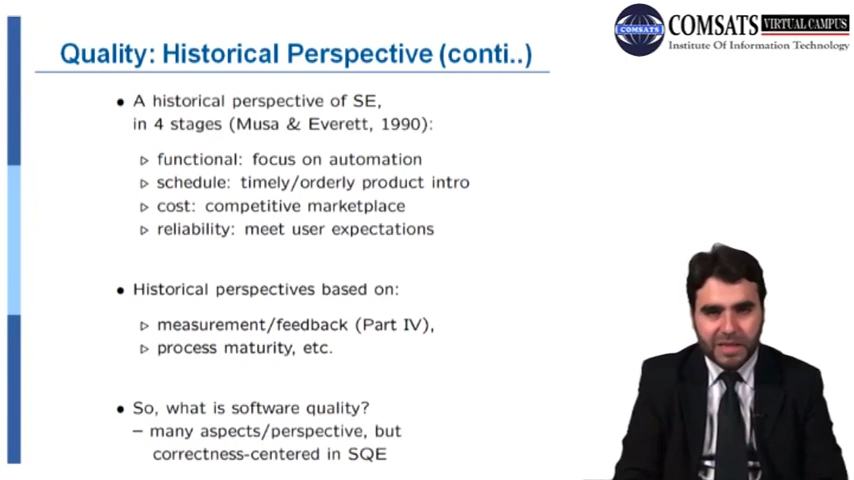 COMSATS VIRTUAL CAMPUS
COMSATS
Institute Of Information Technology
Quality: Historical Perspective (conti..)
• A historical perspective of SE,
in 4 stages (Musa & Everett, 1990):
▷ functional: focus on automation
▷ schedule: timely/orderly product intro
▷ cost: competitive marketplace
▷ reliability: meet user expectations
• Historical perspectives based on:
▷ measurement/feedback (Part IV),
▷ process maturity, etc.
• So, what is software quality?
– many aspects/perspective, but
correctness-centered in SQE